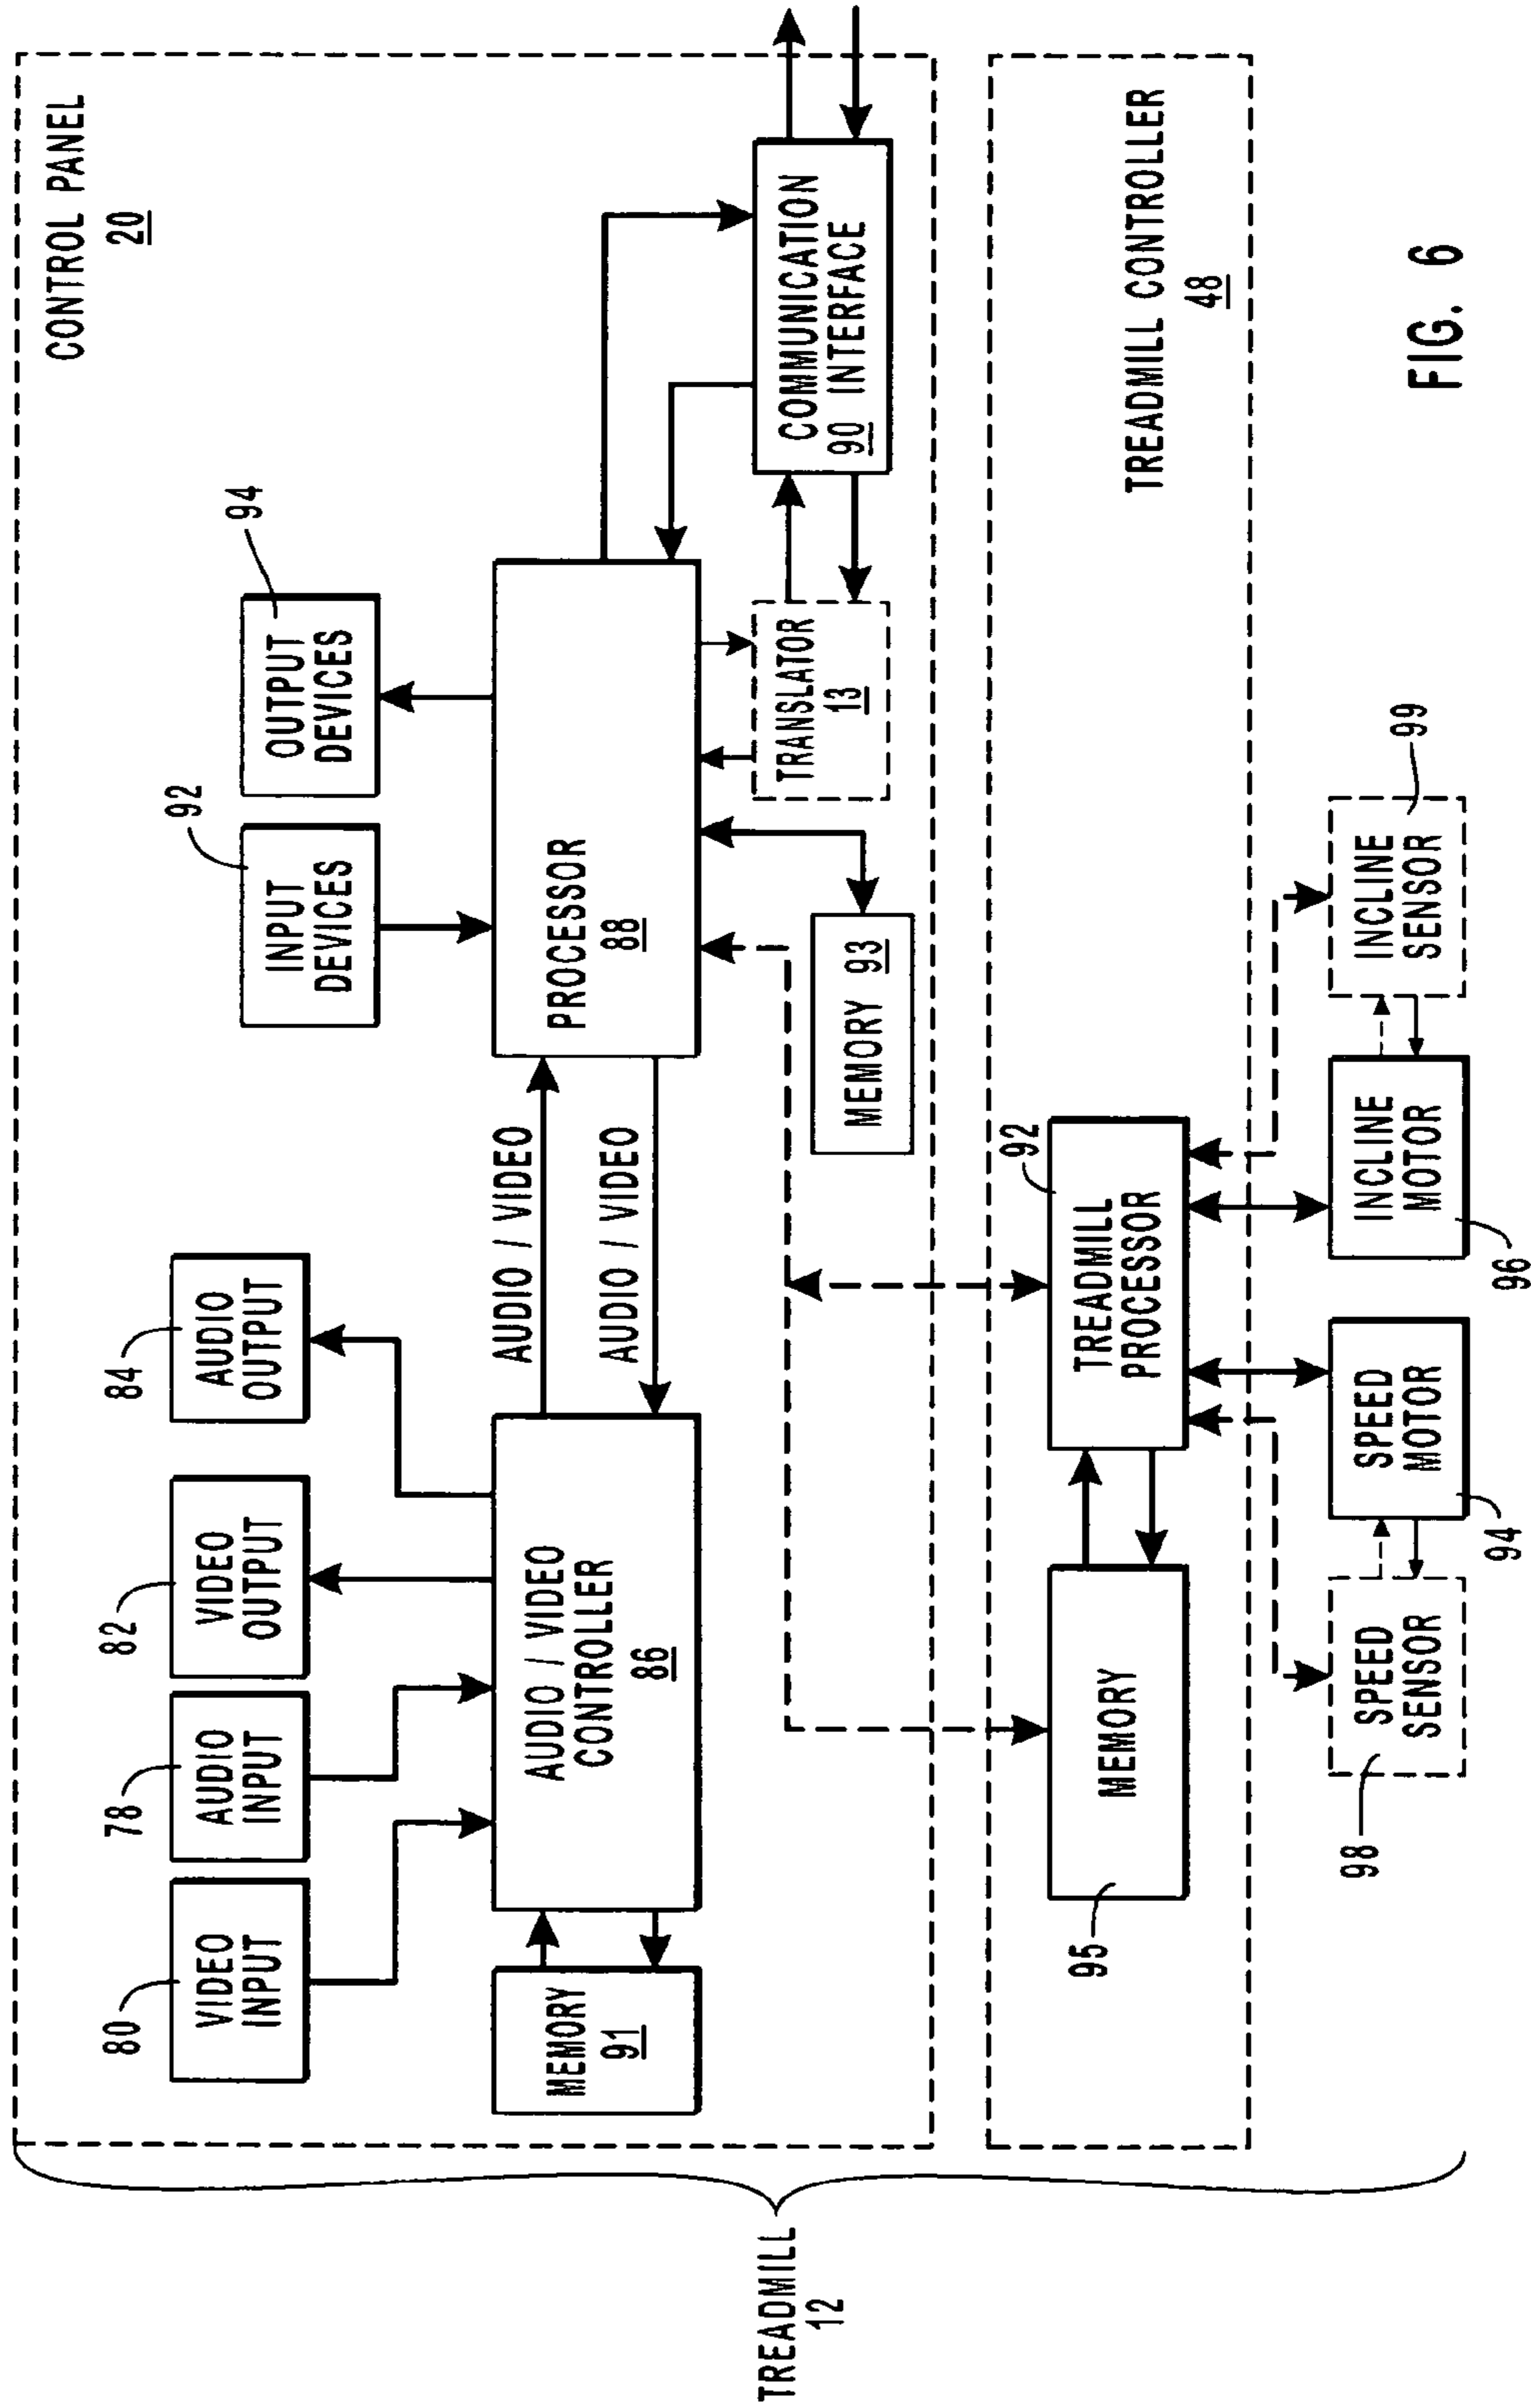 CONTROL PANEL
20
80
VIDEO
INPUT
78
AUDIO
INPUT
82
VIDEO
OUTPUT
84
AUDIO
OUTPUT
92
INPUT
DEVICES
94
OUTPUT
DEVICES
MEMORY
91
AUDIO / VIDEO
CONTROLLER
86
AUDIO / VIDEO
AUDIO / VIDEO
PROCESSOR
88
MEMORY 93
TRANSLATOR
13
COMMUNICATION
90 INTERFACE
TREADMILL
12
TREADMILL CONTROLLER
48
95
MEMORY
92
TREADMILL
PROCESSOR
98
SPEED
SENSOR
94
SPEED
MOTOR
96
INCLINE
MOTOR
99
INCLINE
SENSOR
FIG. 6